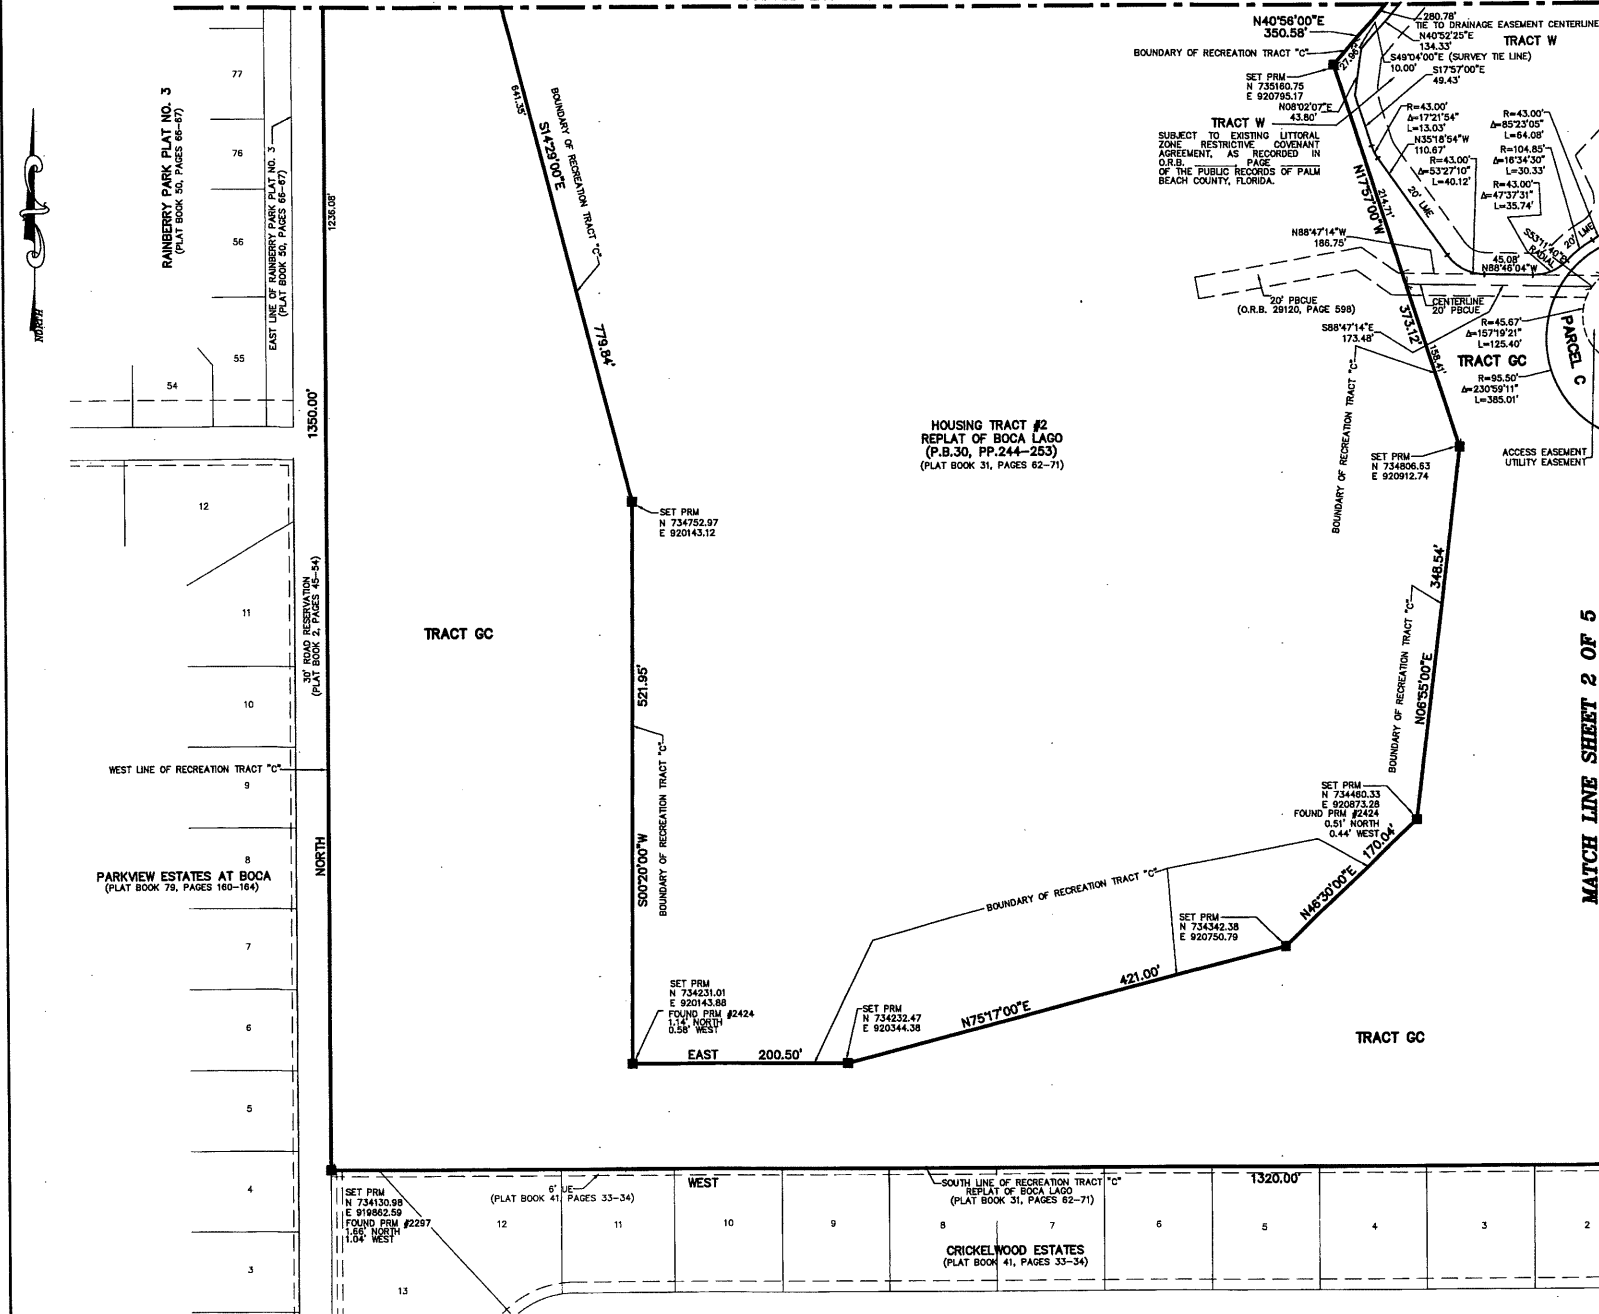 N40°56'00"E
350.58'
280.78'
TIE TO DRAINAGE EASEMENT CENTERLINE
N40°52'25"E
134.33'
TRACT W
BOUNDARY OF RECREATION TRACT "C"
27.96'
S49°04'00"E (SURVEY TIE LINE)
10.00'
S17°57'00"E
49.43'
SET PRM
N 735160.75
E 920795.17
N08°02'07"E
43.80'
TRACT W
SUBJECT TO EXISTING LITTORAL
ZONE RESTRICTIVE COVENANT
AGREEMENT, AS RECORDED IN
O.R.B. ______ PAGE ______
OF THE PUBLIC RECORDS OF PALM
BEACH COUNTY, FLORIDA.
R=43.00'
Δ=17°21'54"
L=13.03'
N35°18'54"W
110.67'
R=43.00'
Δ=53°27'10"
L=40.12'
R=43.00'
Δ=85°23'05"
L=64.08'
R=104.85'
Δ=16°34'30"
L=30.33'
R=43.00'
Δ=47°37'31"
L=35.74'
N17°57'00"W
214.71'
373.12'
158.41'
20' LME
20' LME
S53°11'40"E
RADIAL
45.08'
N88°46'04"W
N88°47'14"W
186.75'
20' PBCUE
(O.R.B. 29120, PAGE 598)
CENTERLINE
20' PBCUE
S88°47'14"E
173.48'
R=45.67'
Δ=157°19'21"
L=125.40'
TRACT GC
PARCEL C
R=95.50'
Δ=230°59'11"
L=385.01'
ACCESS EASEMENT
UTILITY EASEMENT
BOUNDARY OF RECREATION TRACT "C"
SET PRM
N 734806.63
E 920912.74
77
76
56
55
54
RAINBERRY PARK PLAT NO. 3
(PLAT BOOK 50, PAGES 66-67)
EAST LINE OF RAINBERRY PARK PLAT NO. 3
(PLAT BOOK 50, PAGES 66-67)
NORTH
1236.08'
1350.00'
641.35'
S14°29'00"E
BOUNDARY OF RECREATION TRACT "C"
779.84'
HOUSING TRACT #2
REPLAT OF BOCA LAGO
(P.B.30, PP.244-253)
(PLAT BOOK 31, PAGES 62-71)
SET PRM
N 734752.97
E 920143.12
12
11
10
9
8
7
6
5
4
3
30' ROAD RESERVATION
(PLAT BOOK 2, PAGES 45-54)
TRACT GC
WEST LINE OF RECREATION TRACT "C"
PARKVIEW ESTATES AT BOCA
(PLAT BOOK 79, PAGES 160-164)
NORTH
521.95'
S00°20'00"W
BOUNDARY OF RECREATION TRACT "C"
348.54'
N06°55'00"E
BOUNDARY OF RECREATION TRACT "C"
MATCH LINE SHEET 2 OF 5
SET PRM
N 734460.33
E 920873.28
FOUND PRM #2424
0.51' NORTH
0.44' WEST
170.04'
N46°30'00"E
BOUNDARY OF RECREATION TRACT "C"
SET PRM
N 734342.38
E 920750.79
421.00'
N75°17'00"E
SET PRM
N 734231.01
E 920143.88
FOUND PRM #2424
1.14' NORTH
0.58' WEST
SET PRM
N 734232.47
E 920344.38
EAST 200.50'
TRACT GC
SET PRM
N 734130.98
E 919862.59
FOUND PRM #2297
1.66' NORTH
1.04' WEST
6' UE
(PLAT BOOK 41, PAGES 33-34)
WEST
SOUTH LINE OF RECREATION TRACT "C"
REPLAT OF BOCA LAGO
(PLAT BOOK 31, PAGES 62-71)
1320.00'
13
12
11
10
9
8
7
6
5
4
3
2
CRICKELWOOD ESTATES
(PLAT BOOK 41, PAGES 33-34)